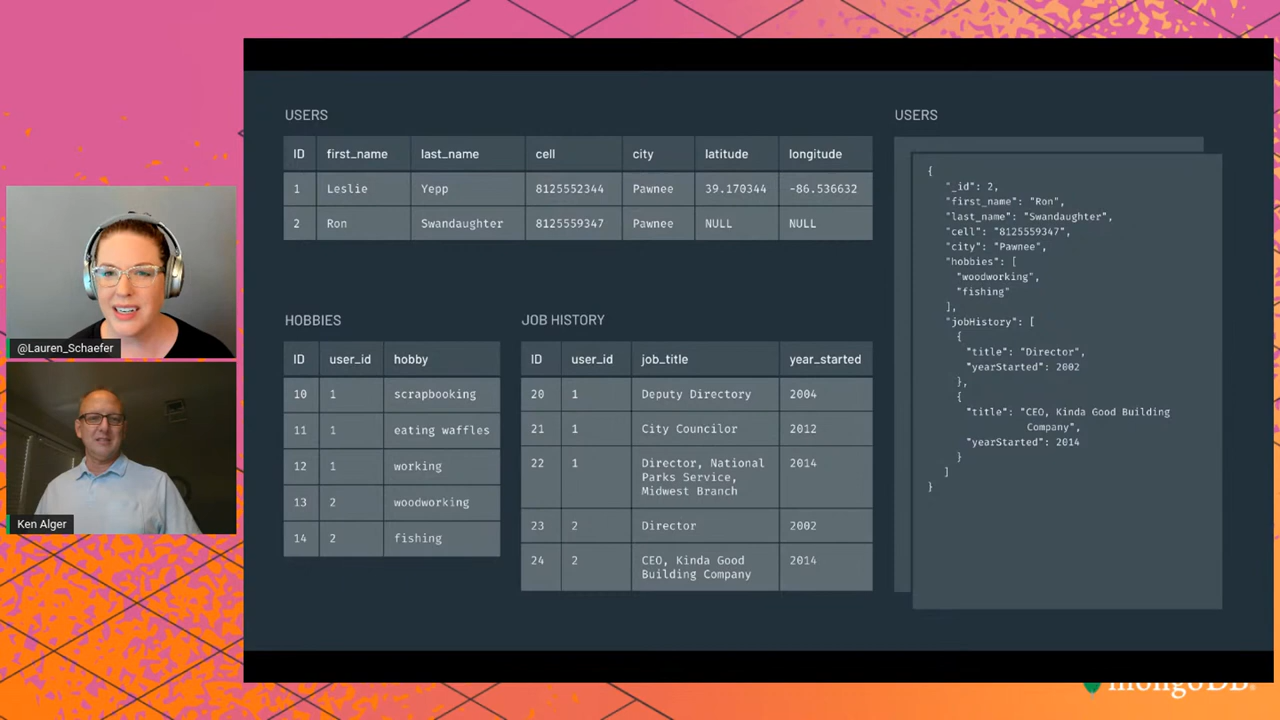 USERS
ID first_name last_name cell city latitude longitude
1 Leslie Yepp 8125552344 Pawnee 39.170344 -86.536632
2 Ron Swandaughter 8125559347 Pawnee NULL NULL
HOBBIES
ID user_id hobby
10 1 scrapbooking
11 1 eating waffles
12 1 working
13 2 woodworking
14 2 fishing
JOB HISTORY
ID user_id job_title year_started
20 1 Deputy Directory 2004
21 1 City Councilor 2012
22 1 Director, National 2014
Parks Service,
Midwest Branch
23 2 Director 2002
24 2 CEO, Kinda Good 2014
Building Company
USERS
{
"_id": 2,
"first_name": "Ron",
"last_name": "Swandaughter",
"cell": "8125559347",
"city": "Pawnee",
"hobbies": [
"woodworking",
"fishing"
],
"jobHistory": [
{
"title": "Director",
"yearStarted": 2002
},
{
"title": "CEO, Kinda Good Building
Company",
"yearStarted": 2014
}
]
}
@Lauren_Schaefer
Ken Alger
mongoDB.